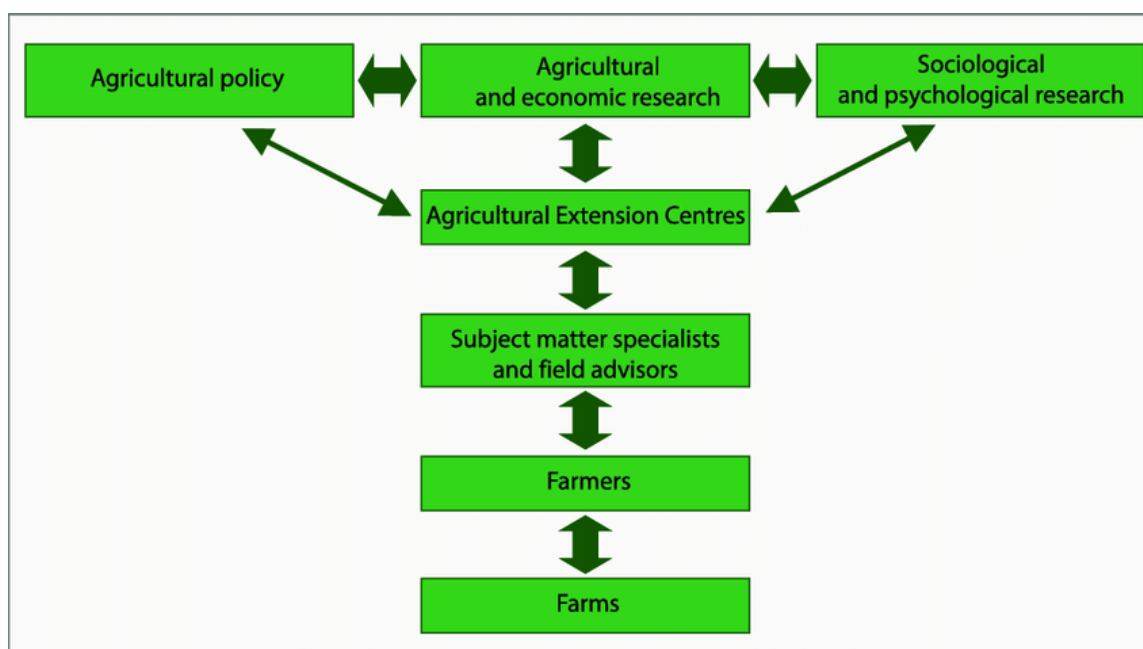 Agricultural policy
Agricultural
and economic research
Sociological
and psychological research
Agricultural Extension Centres
Subject matter specialists
and field advisors
Farmers
Farms